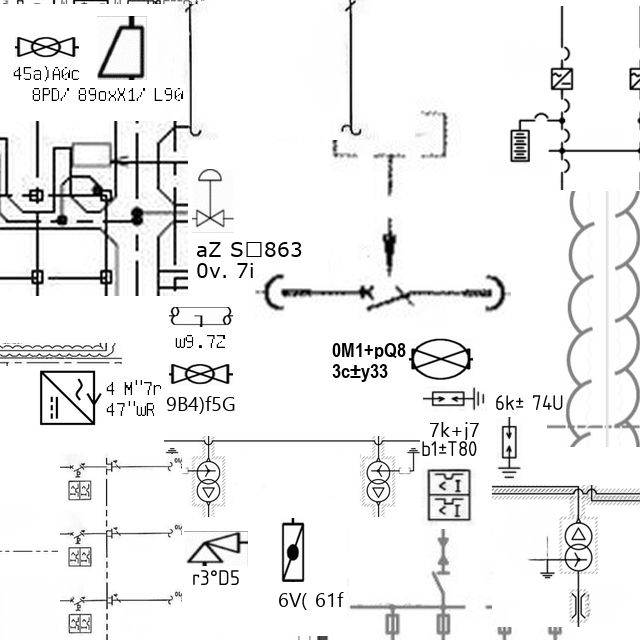 45a)A0c
8PD/ 89oxX1/ L90
aZ S□863
0v. 7i
w9.7Z
0M1+pQ8
3c±y33
9B4)f5G
4 M"7r
47"wR
6k± 74U
7k+j7
b1±T80
r3°D5
6V( 61f